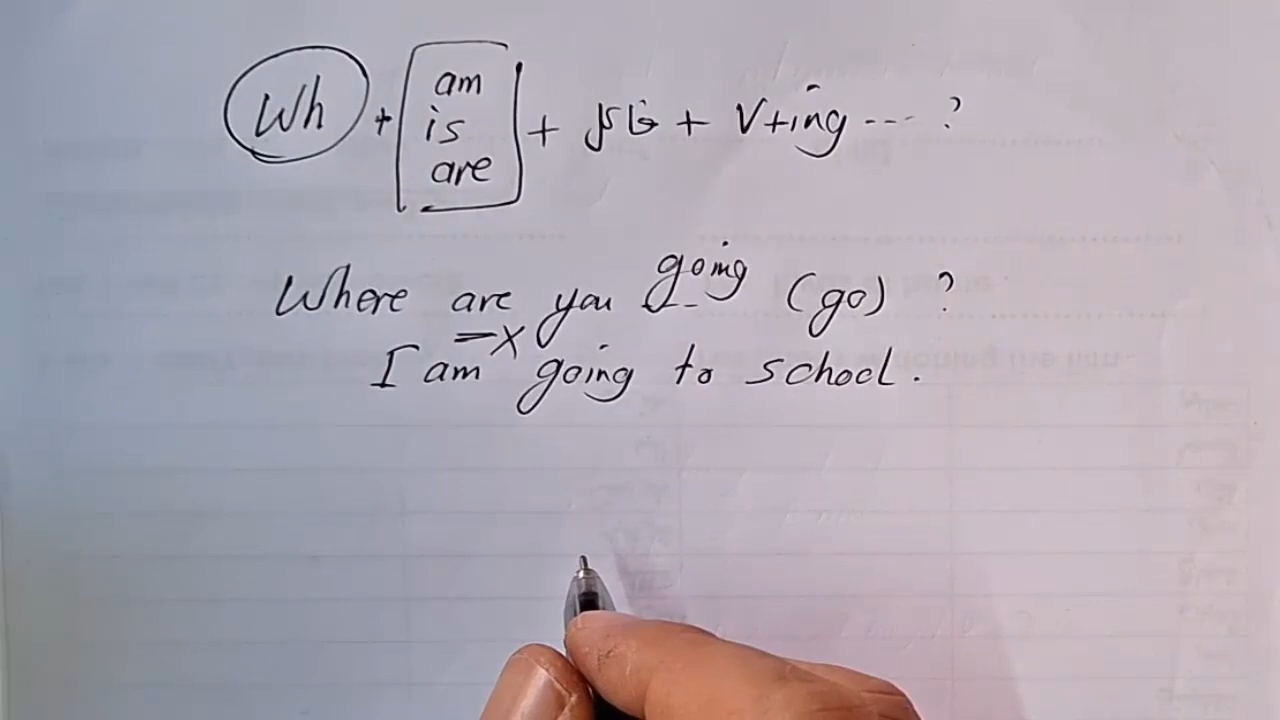 Wh + am is are + فاعل + V+ing ---- ?
Where are you going (go) ?
I am going to school.